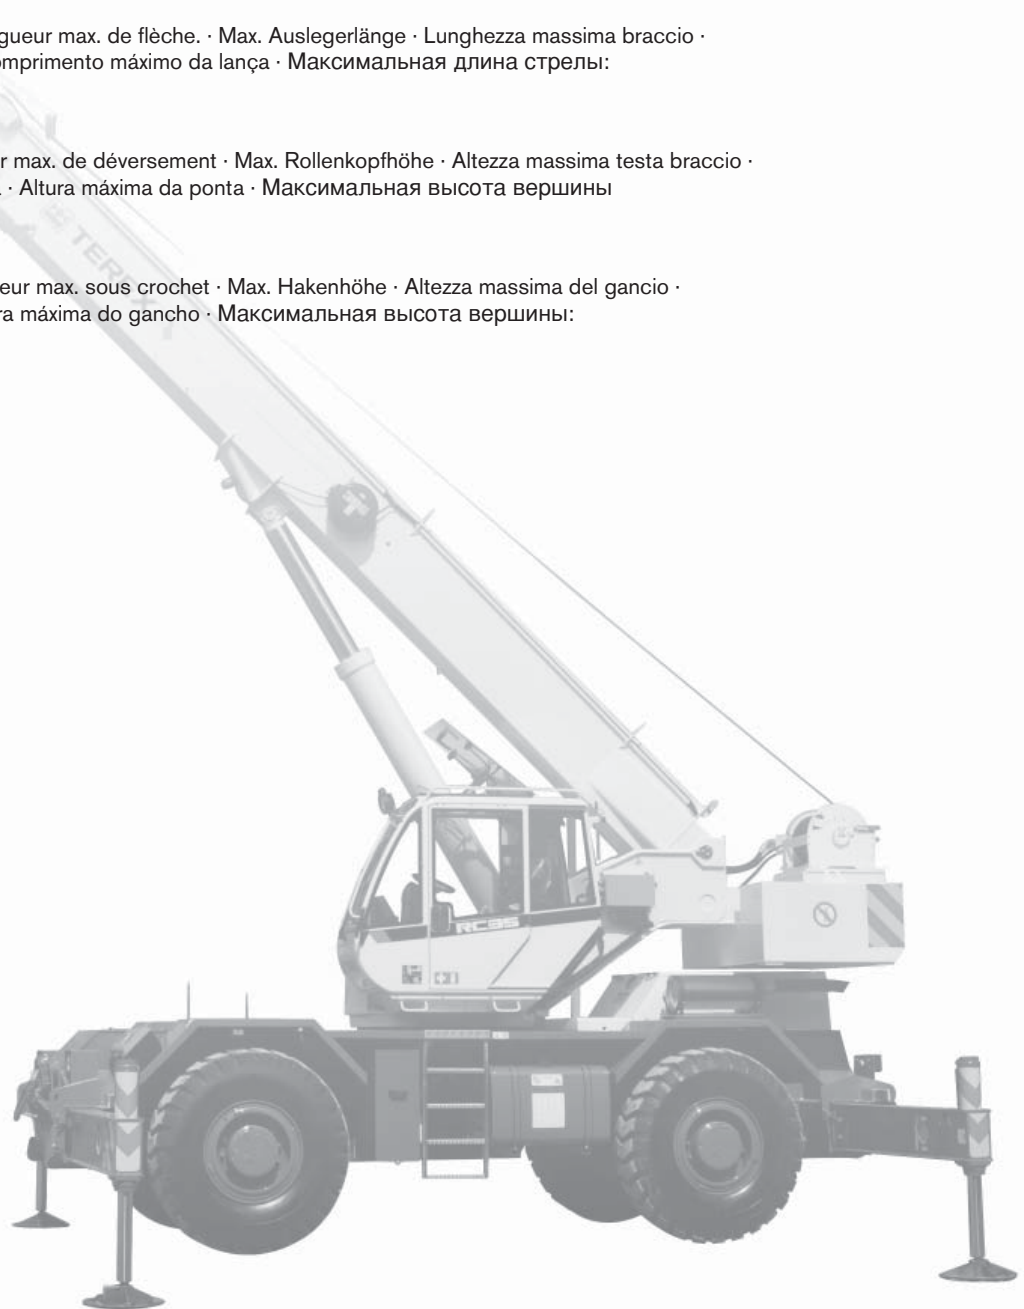 gueur max. de flèche. · Max. Auslegerlänge · Lunghezza massima braccio ·
omprimento máximo da lança · Максимальная длина стрелы:
r max. de déversement · Max. Rollenkopfhöhe · Altezza massima testa braccio ·
· Altura máxima da ponta · Максимальная высота вершины
TEREX
eur max. sous crochet · Max. Hakenhöhe · Altezza massima del gancio ·
ra máxima do gancho · Максимальная высота вершины:
RC35